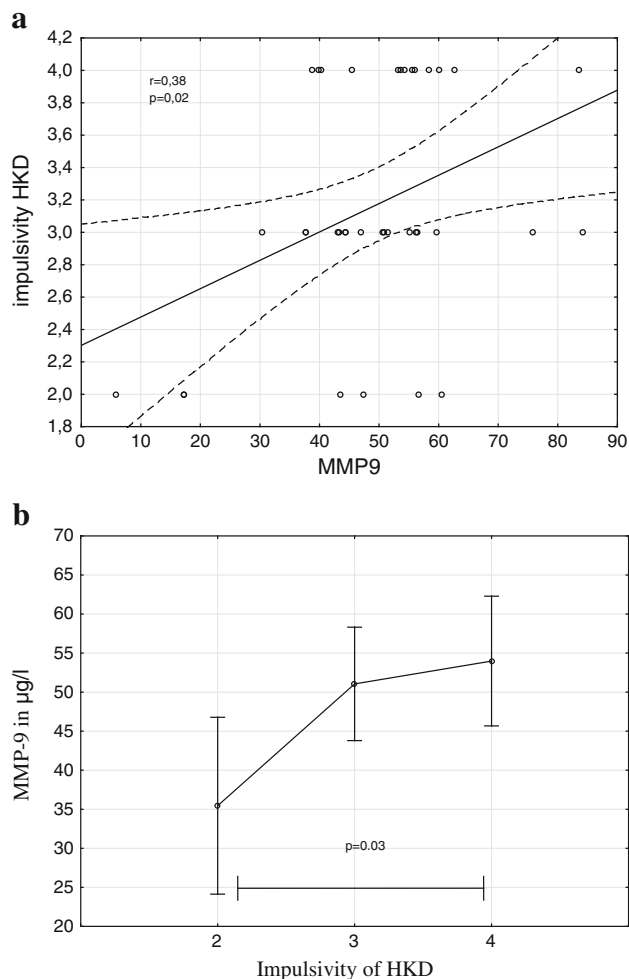 a
4,2
4,0
3,8
3,6
3,4
3,2
3,0
2,8
2,6
2,4
2,2
2,0
1,8
impulsivity HKD
r=0,38
p=0,02
0 10 20 30 40 50 60 70 80 90
MMP9
b
70
65
60
55
50
45
40
35
30
25
20
MMP-9 in µg/l
p=0.03
2 3 4
Impulsivity of HKD